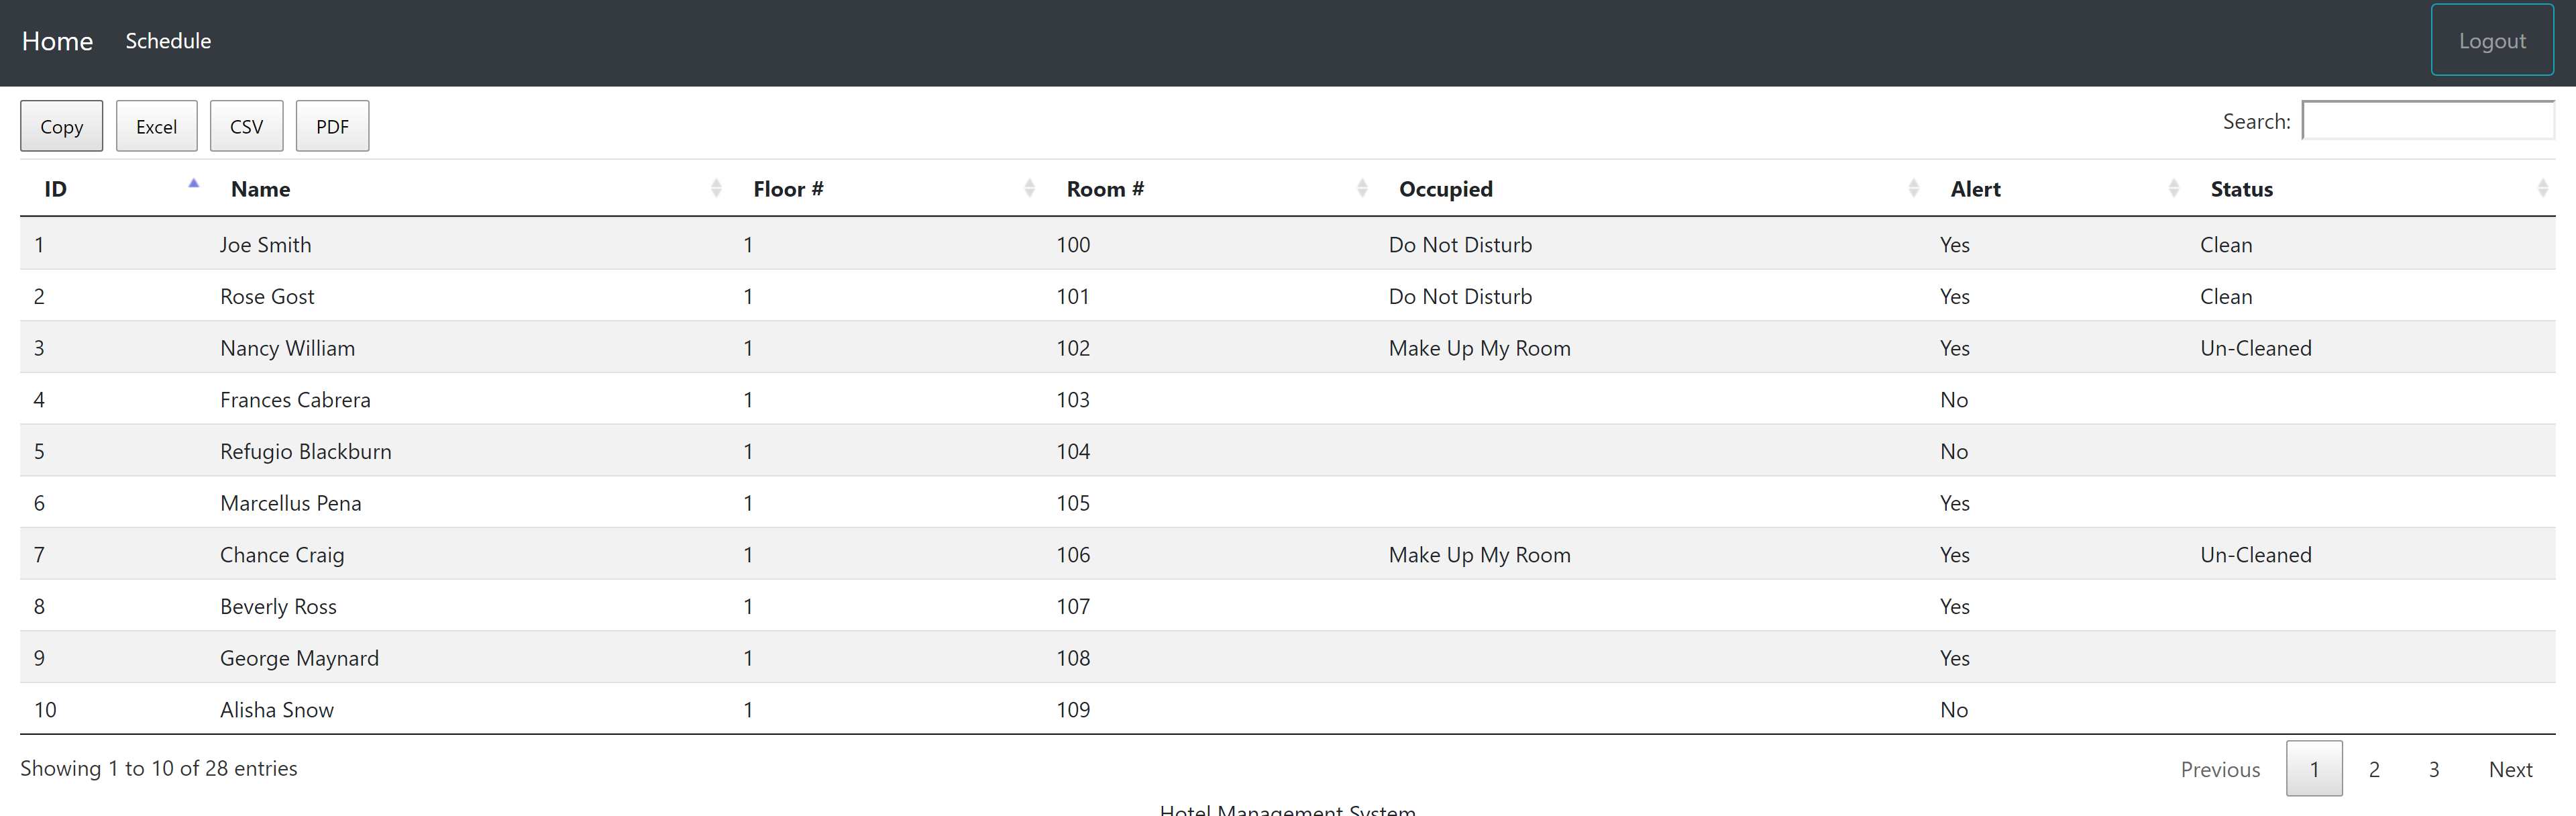 Home Schedule Logout
Copy Excel CSV PDF Search:
ID Name Floor # Room # Occupied Alert Status
1 Joe Smith 1 100 Do Not Disturb Yes Clean
2 Rose Gost 1 101 Do Not Disturb Yes Clean
3 Nancy William 1 102 Make Up My Room Yes Un-Cleaned
4 Frances Cabrera 1 103 No
5 Refugio Blackburn 1 104 No
6 Marcellus Pena 1 105 Yes
7 Chance Craig 1 106 Make Up My Room Yes Un-Cleaned
8 Beverly Ross 1 107 Yes
9 George Maynard 1 108 Yes
10 Alisha Snow 1 109 No
Showing 1 to 10 of 28 entries Previous 1 2 3 Next
Hotel Management System